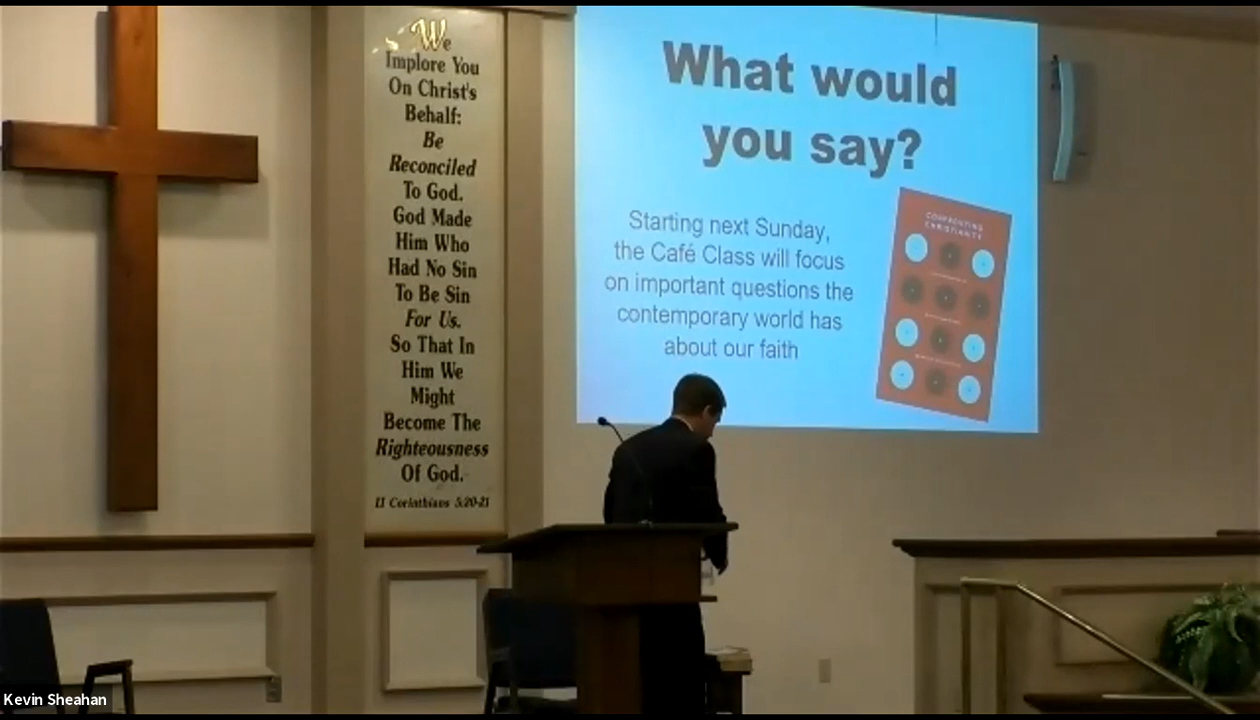 We
Implore You
On Christ's
Behalf:
Be
Reconciled
To God.
God Made
Him Who
Had No Sin
To Be Sin
For Us.
So That In
Him We
Might
Become The
Righteousness
Of God.
II Corinthians 5:20-21
What would
you say?
Starting next Sunday,
the Café Class will focus
on important questions the
contemporary world has
about our faith
CONFRONTING
CHRISTIANITY
Kevin Sheahan